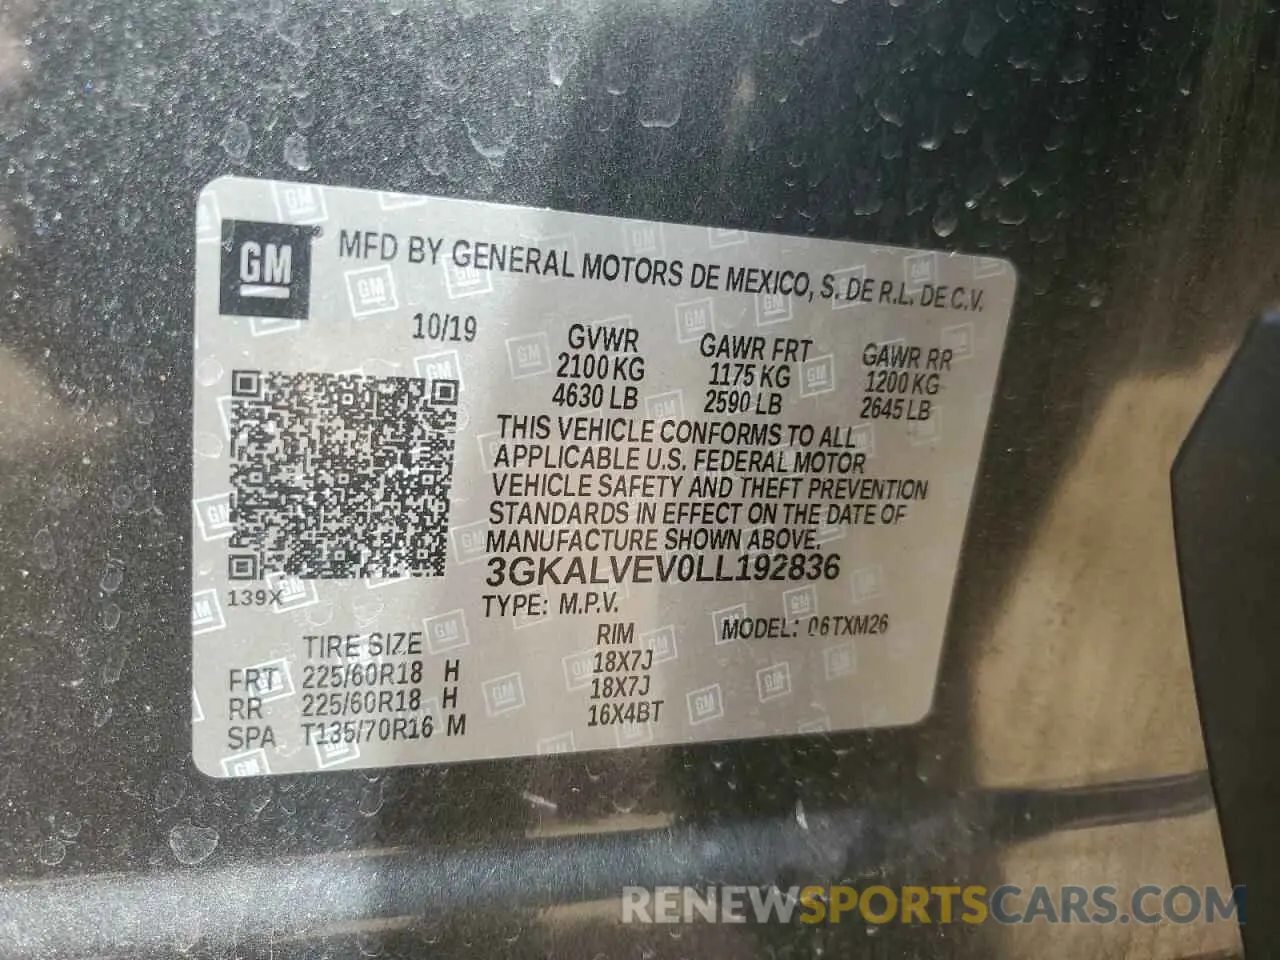 GM
MFD BY GENERAL MOTORS DE MEXICO, S. DE R.L. DE C.V.
10/19
GVWR GAWR FRT GAWR RR
2100 KG 1175 KG 1200 KG
4630 LB 2590 LB 2645 LB
THIS VEHICLE CONFORMS TO ALL
APPLICABLE U.S. FEDERAL MOTOR
VEHICLE SAFETY AND THEFT PREVENTION
STANDARDS IN EFFECT ON THE DATE OF
MANUFACTURE SHOWN ABOVE.
3GKALVEV0LL192836
139X
TYPE: M.P.V.
MODEL: 06TXM26
TIRE SIZE RIM
FRT 225/60R18 H 18X7J
RR 225/60R18 H 18X7J
SPA T135/70R16 M 16X4BT
RENEWSPORTSCARS.COM